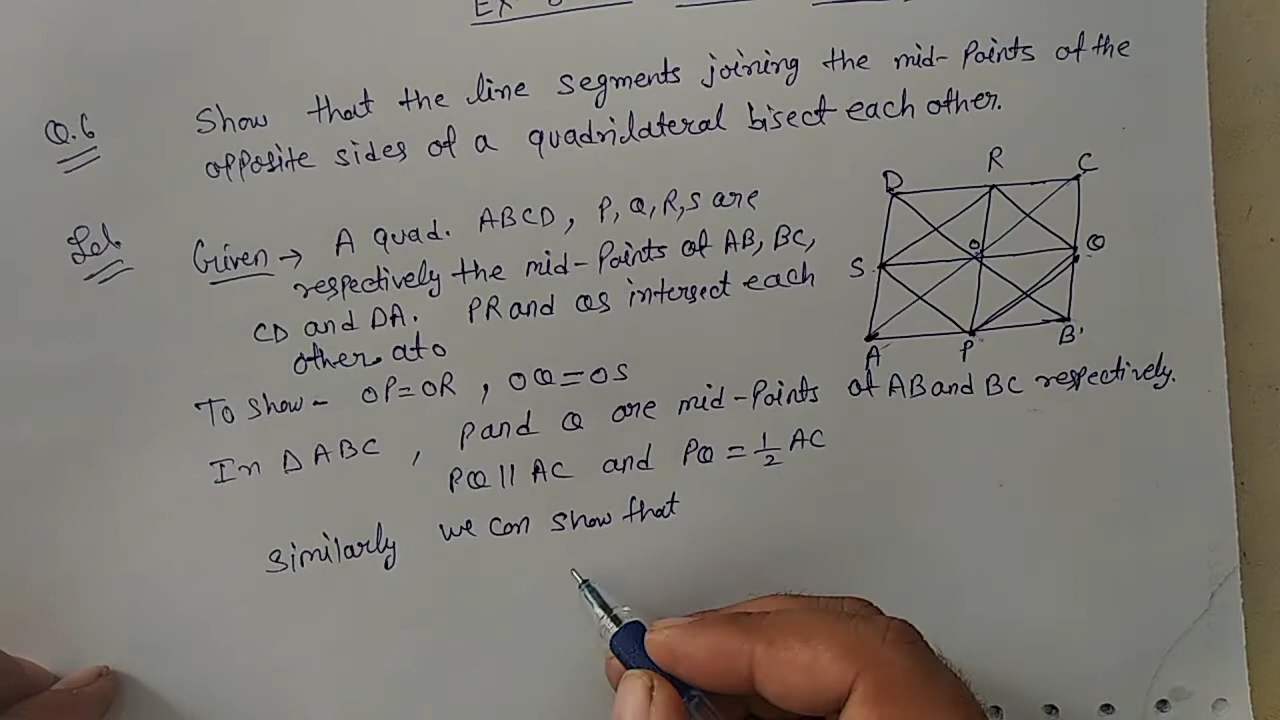 Ex
Q.6 Show that the line segments joining the mid-Points of the
opposite sides of a quadrilateral bisect each other.
Sol. Given → A quad. ABCD, P, Q, R, S are
respectively the mid-Points of AB, BC,
CD and DA. PR and QS intersect each
other at O
To show - OP=OR, OQ=OS
In ΔABC, P and Q are mid-Points of AB and BC respectively.
PQ || AC and PQ = 1/2 AC
Similarly we can show that
D R C
S O Q
A P B